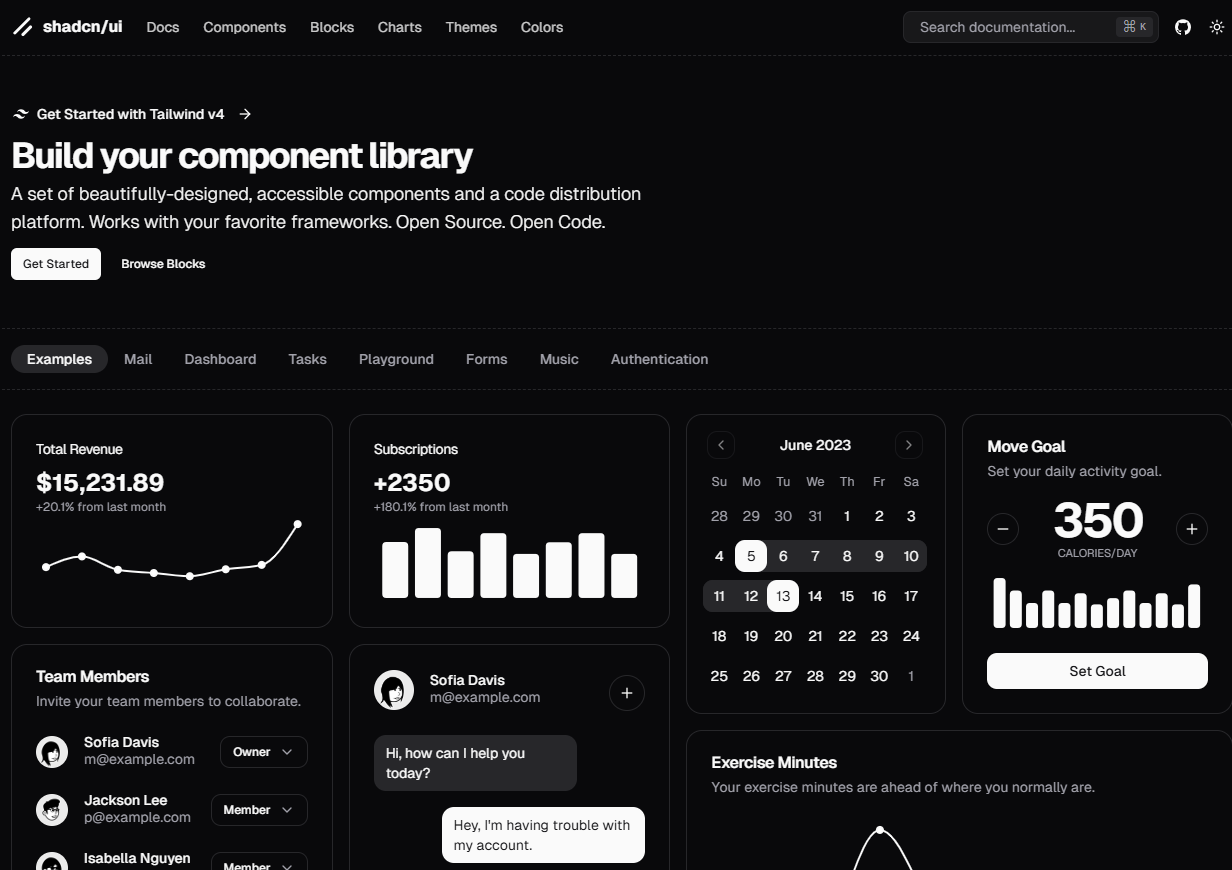 shadcn/ui Docs Components Blocks Charts Themes Colors Search documentation... ⌘ K
Get Started with Tailwind v4 →
Build your component library
A set of beautifully-designed, accessible components and a code distribution
platform. Works with your favorite frameworks. Open Source. Open Code.
Get Started Browse Blocks
Examples Mail Dashboard Tasks Playground Forms Music Authentication
Total Revenue
$15,231.89
+20.1% from last month
Subscriptions
+2350
+180.1% from last month
June 2023
Su Mo Tu We Th Fr Sa
28 29 30 31 1 2 3
4 5 6 7 8 9 10
11 12 13 14 15 16 17
18 19 20 21 22 23 24
25 26 27 28 29 30 1
Move Goal
Set your daily activity goal.
350
CALORIES/DAY
Set Goal
Team Members
Invite your team members to collaborate.
Sofia Davis
m@example.com
Owner
Jackson Lee
p@example.com
Member
Isabella Nguyen
Member
Sofia Davis
m@example.com
Hi, how can I help you
today?
Hey, I'm having trouble with
my account.
Exercise Minutes
Your exercise minutes are ahead of where you normally are.